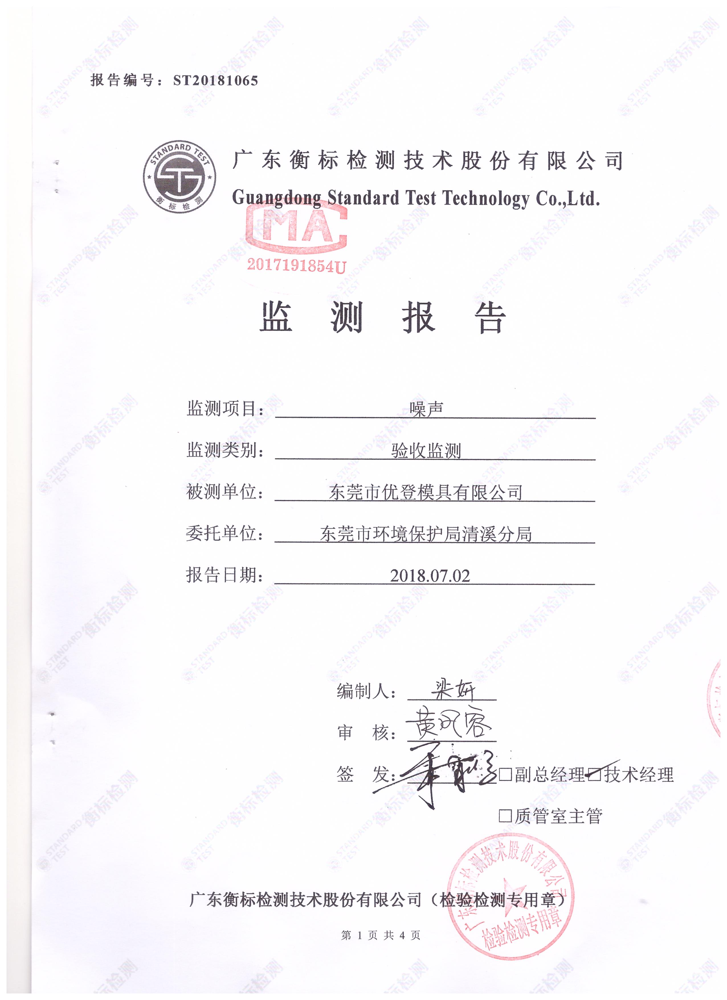 报告编号：ST20181065
STANDARD TEST
衡标检测
广东衡标检测技术股份有限公司
Guangdong Standard Test Technology Co.,Ltd.
MA
2017191854U
监测报告
监测项目：噪声
监测类别：验收监测
被测单位：东莞市优登模具有限公司
委托单位：东莞市环境保护局清溪分局
报告日期：2018.07.02
编制人：梁妍
审核：黄风容
签发：□副总经理☑技术经理
□质管室主管
广东衡标检测技术股份有限公司（检验检测专用章）
广东衡标检测技术股份有限公司
检验检测专用章
第 1 页 共 4 页